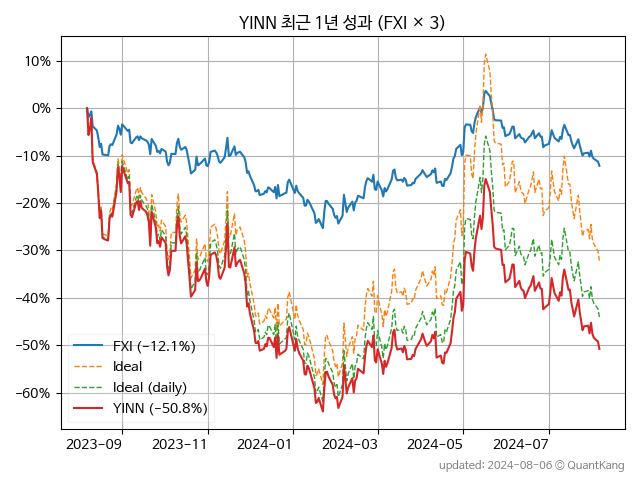 YINN 최근 1년 성과 (FXI × 3)
10%
0%
−10%
−20%
−30%
−40%
−50%
−60%
FXI (−12.1%)
Ideal
Ideal (daily)
YINN (−50.8%)
2023-09 2023-11 2024-01 2024-03 2024-05 2024-07
updated: 2024-08-06 © QuantKang